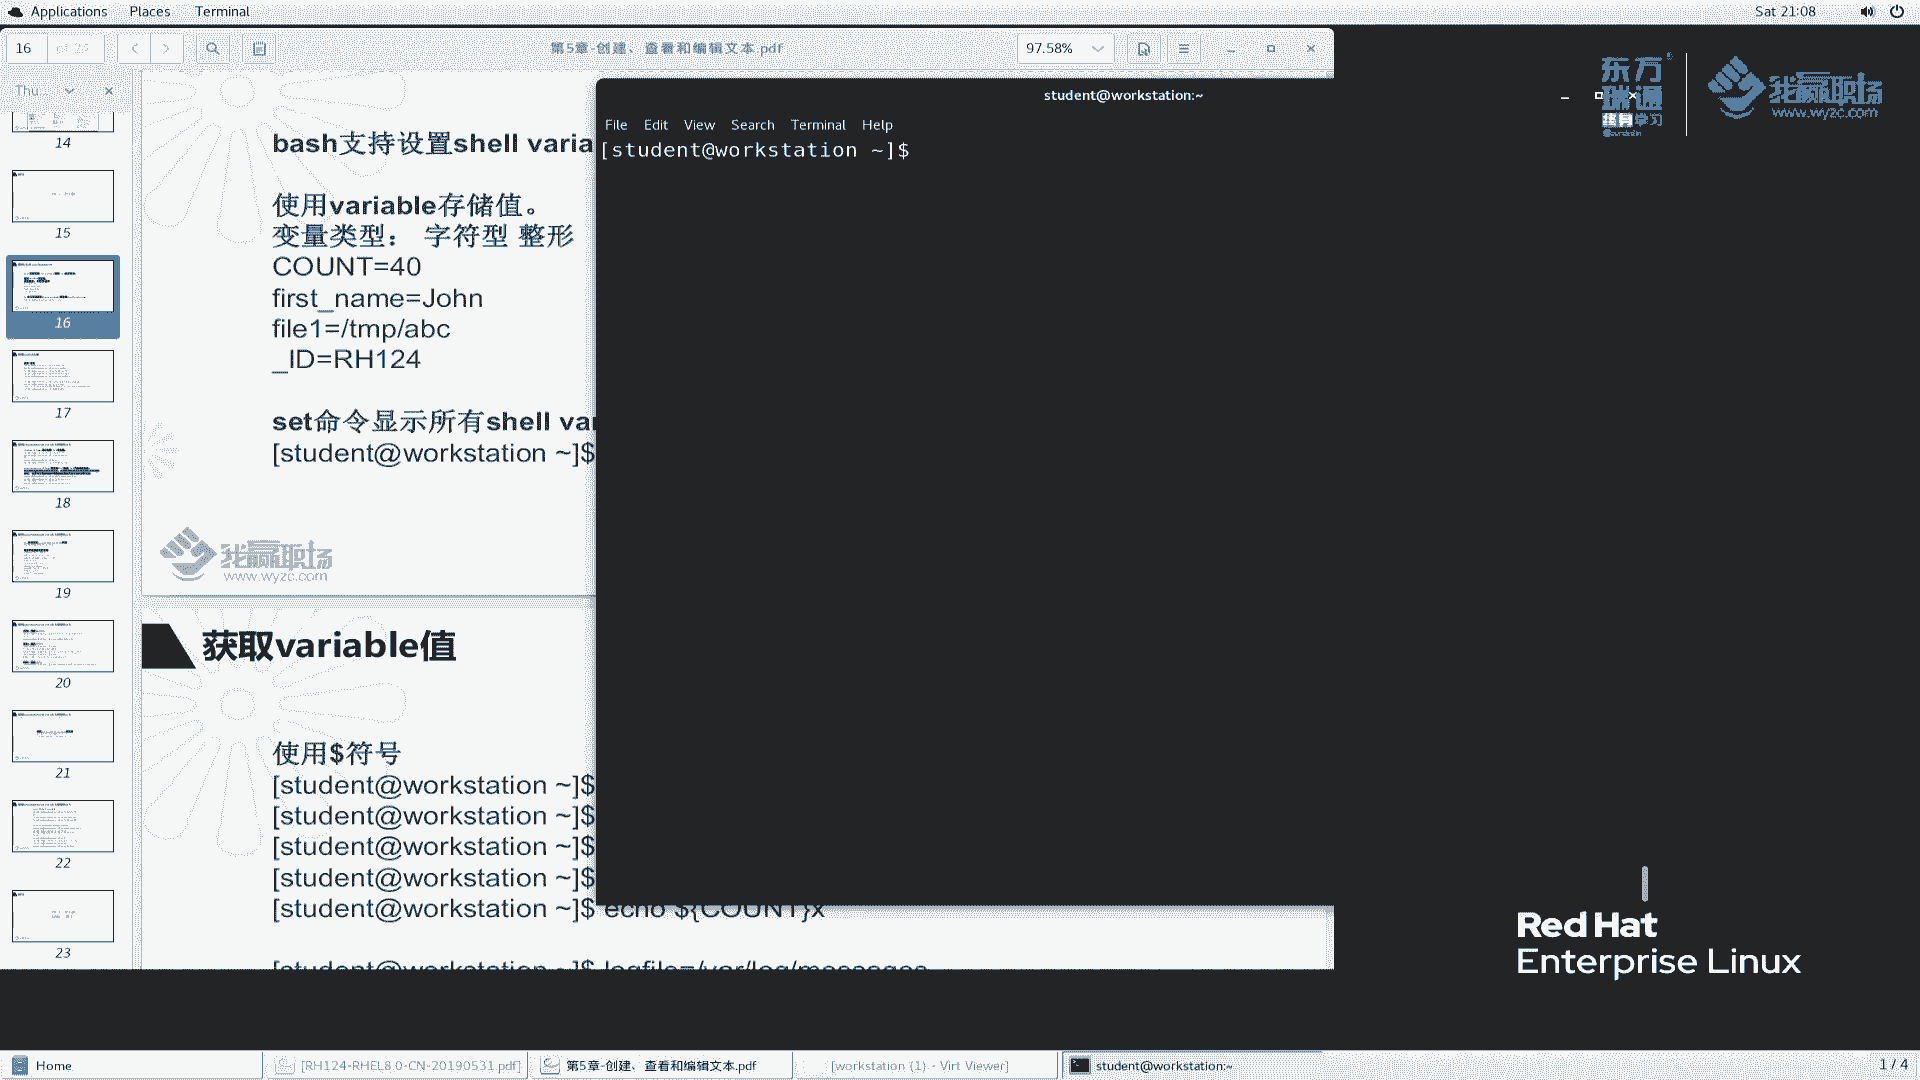 Applications Places Terminal Sat 21:08
16 第5章-创建、查看和编辑文本.pdf 97.58%
Thu...
14
15
16
17
18
19
20
21
22
23
bash支持设置shell varia
使用variable存储值。
变量类型： 字符型 整形
COUNT=40
first_name=John
file1=/tmp/abc
_ID=RH124
set命令显示所有shell var
[student@workstation ~]$
我赢职场
www.wyzc.com
获取variable值
使用$符号
[student@workstation ~]$
[student@workstation ~]$
[student@workstation ~]$
[student@workstation ~]$
[student@workstation ~]$ echo ${COUNT}x
[student@workstation ~]$ logfile=/var/log/messages
student@workstation:~
File Edit View Search Terminal Help
[student@workstation ~]$
东方
瑞通
终身学习
我赢职场
www.wyzc.com
Red Hat
Enterprise Linux
Home [RH124-RHEL8.0-CN-20190531.pdf] 第5章-创建、查看和编辑文本.pdf [workstation (1) - Virt Viewer] student@workstation:~ 1 / 4